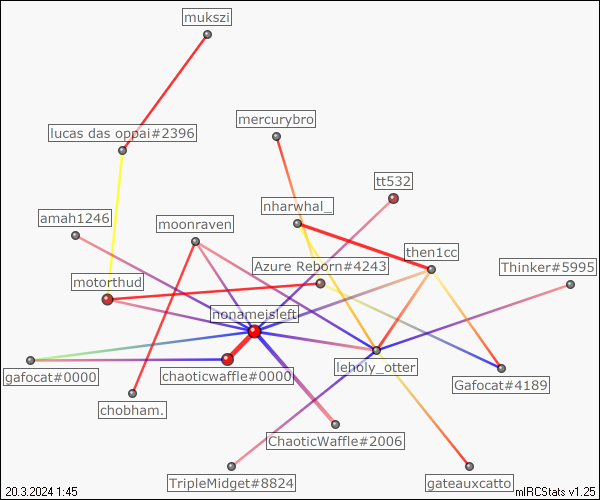 mukszi
lucas das oppai#2396
mercurybro
tt532
nharwhal_
amah1246
moonraven
then1cc
Azure Reborn#4243
Thinker#5995
motorthud
nonameisleft
leholy_otter
gafocat#0000
chaoticwaffle#0000
Gafocat#4189
chobham.
ChaoticWaffle#2006
TripleMidget#8824
gateauxcatto
20.3.2024 1:45
mIRCStats v1.25